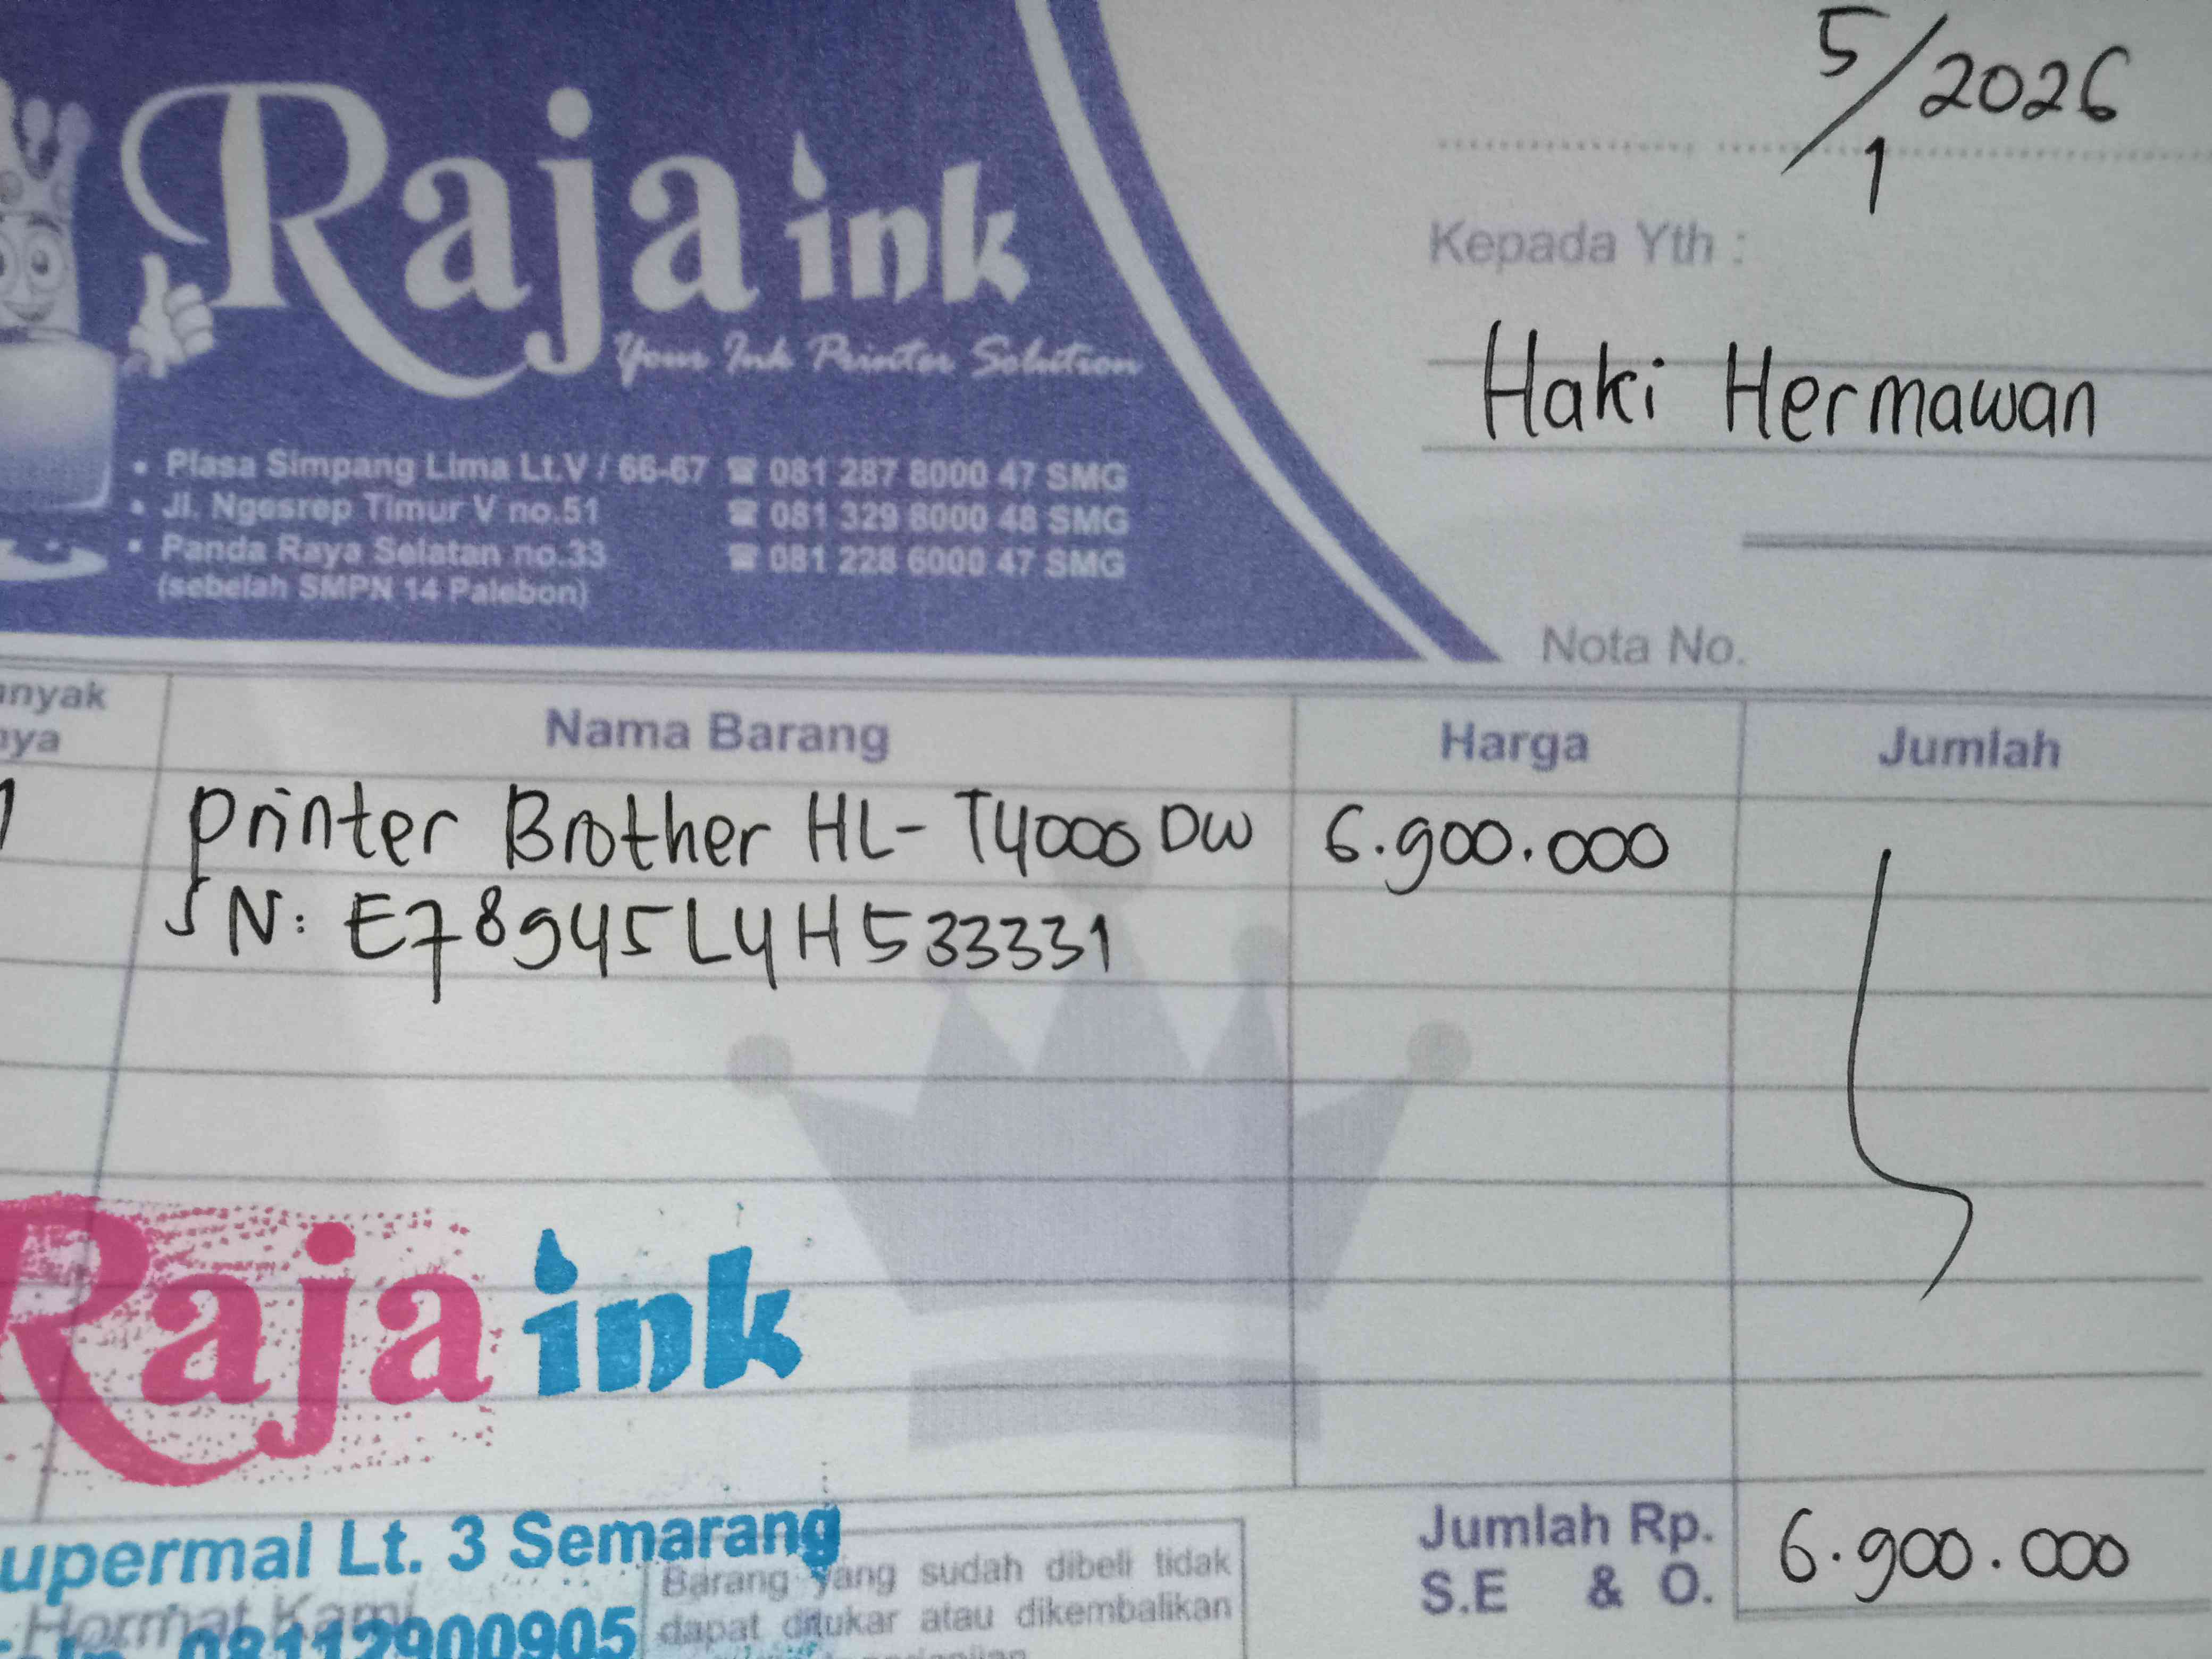 5/1 2026
Raja ink
Your Ink Printer Solution
Kepada Yth :
Haki Hermawan
• Plasa Simpang Lima Lt.V / 66-67 ☎ 081 287 8000 47 SMG
• Jl. Ngesrep Timur V no.51 ☎ 081 329 8000 48 SMG
• Panda Raya Selatan no.33 ☎ 081 228 6000 47 SMG
(sebelah SMPN 14 Palebon)
Nota No.
anyak
nya
Nama Barang Harga Jumlah
1 Printer Brother HL-T4000DW 6.900.000
SN: E78945L4H533331
Raja ink
upermal Lt. 3 Semarang
Jumlah Rp. 6.900.000
S.E & O.
Barang yang sudah dibeli tidak
dapat ditukar atau dikembalikan
Hormat Kami
08112900905